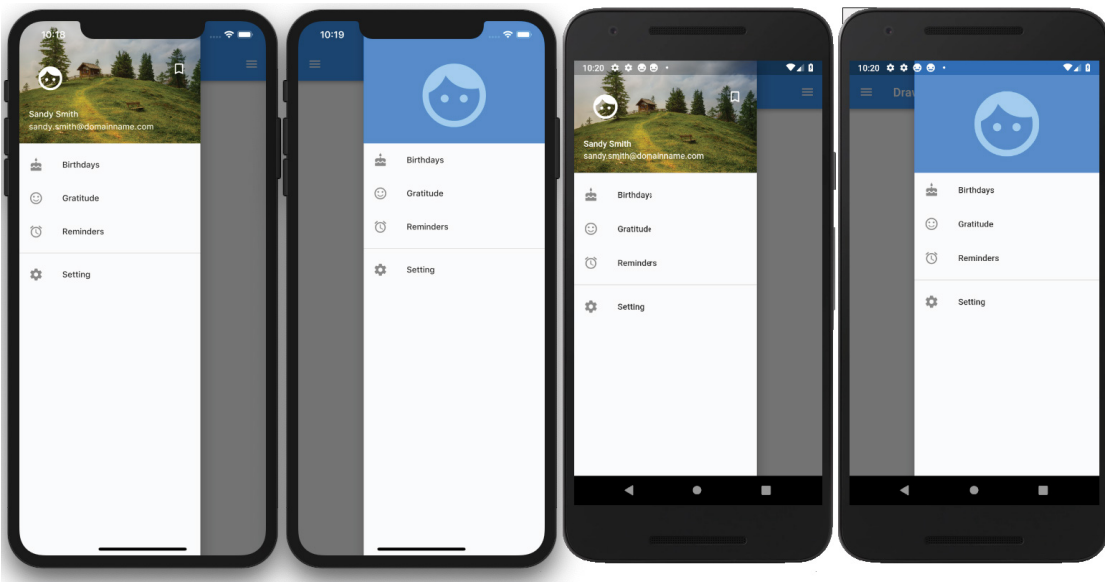 10:18
Sandy Smith
sandy.smith@domainname.com
Birthdays
Gratitude
Reminders
Setting
10:19
Birthdays
Gratitude
Reminders
Setting
10:20
Sandy Smith
sandy.smith@domainname.com
Birthdays
Gratitude
Reminders
Setting
10:20
Draw
Birthdays
Gratitude
Reminders
Setting